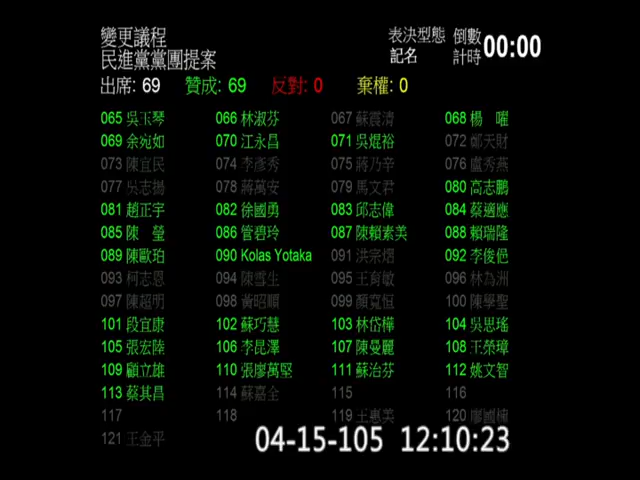 變更議程
民進黨黨團提案
表決型態 倒數
記名 計時 00:00
出席: 69 贊成: 69 反對: 0 棄權: 0
065 吳玉琴 066 林淑芬 067 蘇震清 068 楊 曜
069 余宛如 070 江永昌 071 吳焜裕 072 鄭天財
073 陳宜民 074 李彥秀 075 蔣乃辛 076 盧秀燕
077 吳志揚 078 蔣萬安 079 馬文君 080 高志鵬
081 趙正宇 082 徐國勇 083 邱志偉 084 蔡適應
085 陳 瑩 086 管碧玲 087 陳賴素美 088 賴瑞隆
089 陳歐珀 090 Kolas Yotaka 091 洪宗熠 092 李俊俋
093 柯志恩 094 陳雪生 095 王育敏 096 林為洲
097 陳超明 098 黃昭順 099 顏寬恒 100 陳學聖
101 段宜康 102 蘇巧慧 103 林岱樺 104 吳思瑤
105 張宏陸 106 李昆澤 107 陳曼麗 108 王榮璋
109 顧立雄 110 張廖萬堅 111 蘇治芬 112 姚文智
113 蔡其昌 114 蘇嘉全 115 116
117 118 119 王惠美 120 廖國棟
121 王金平
04-15-105 12:10:23